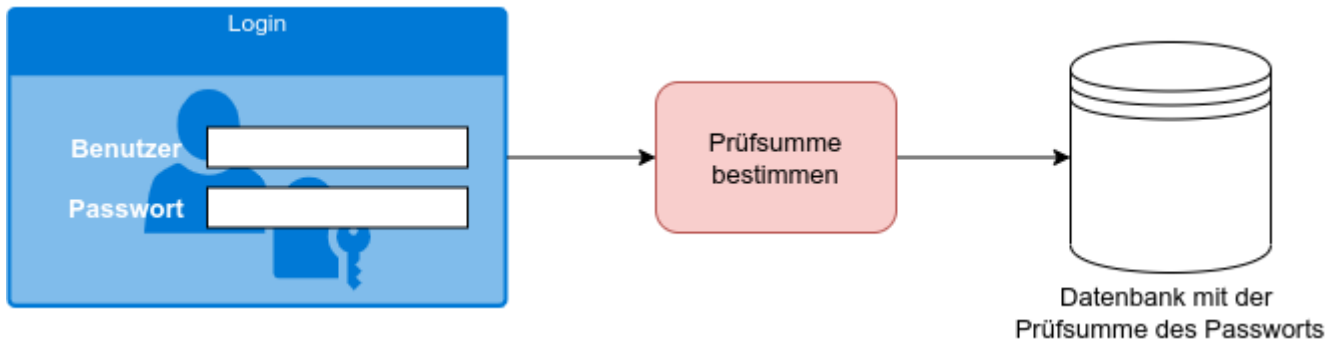 Login
Benutzer
Passwort
Prüfsumme
bestimmen
Datenbank mit der
Prüfsumme des Passworts